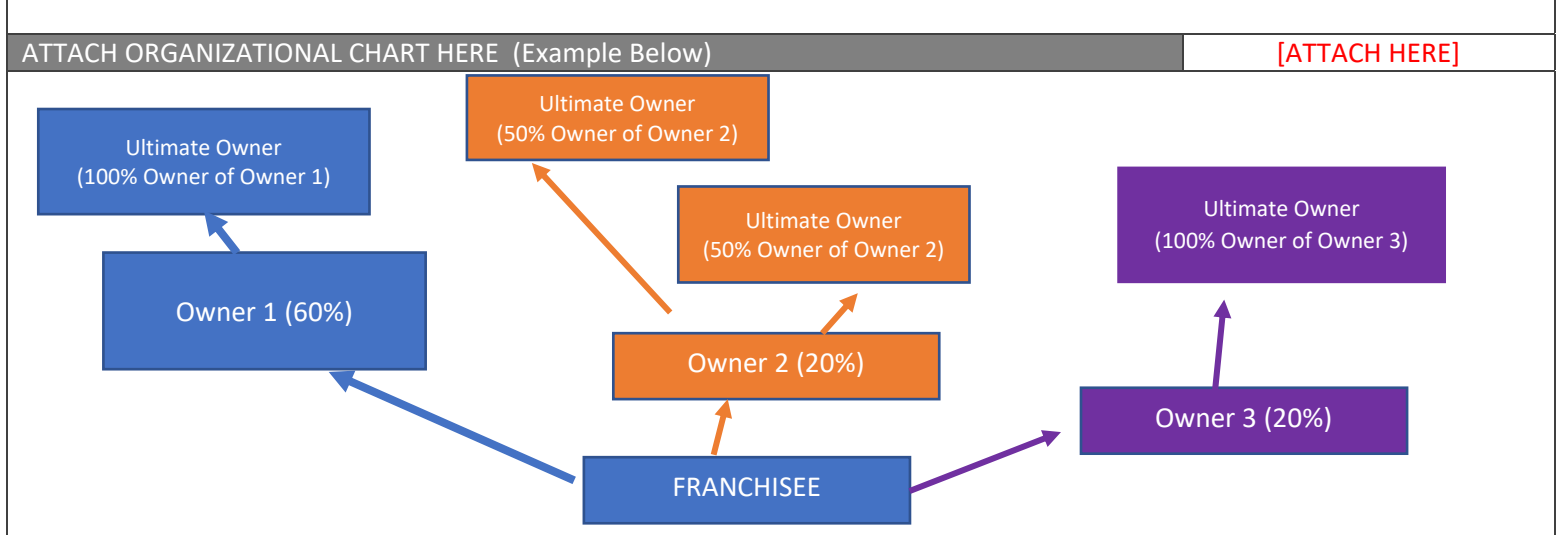 ATTACH ORGANIZATIONAL CHART HERE (Example Below)
[ATTACH HERE]
Ultimate Owner
(100% Owner of Owner 1)
Ultimate Owner
(50% Owner of Owner 2)
Ultimate Owner
(50% Owner of Owner 2)
Ultimate Owner
(100% Owner of Owner 3)
Owner 1 (60%)
Owner 2 (20%)
Owner 3 (20%)
FRANCHISEE